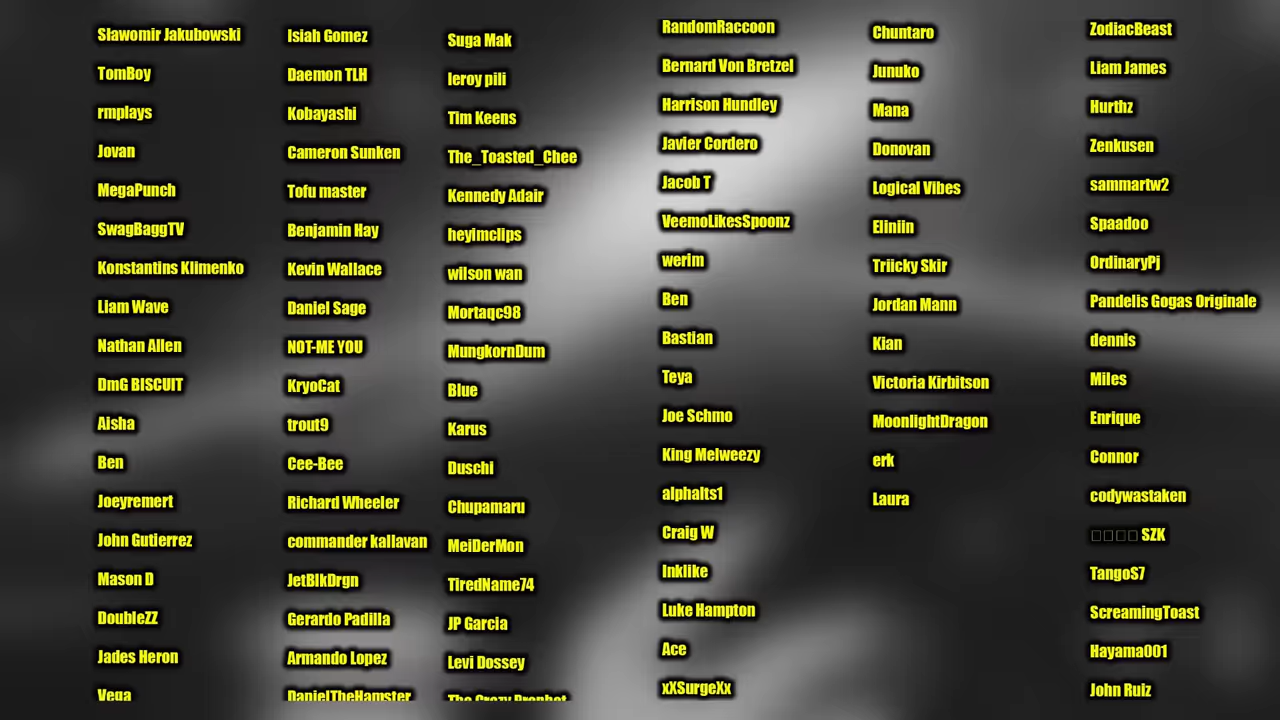 Sławomir Jakubowski
TomBoy
rmplays
Jovan
MegaPunch
SwagBaggTV
Konstantins Klimenko
Liam Wave
Nathan Allen
DmG BISCUIT
Aisha
Ben
Joeyremert
John Gutierrez
Mason D
DoubleZZ
Jades Heron
Vega
Isiah Gomez
Daemon TLH
Kobayashi
Cameron Sunken
Tofu master
Benjamin Hay
Kevin Wallace
Daniel Sage
NOT-ME YOU
KryoCat
trout9
Cee-Bee
Richard Wheeler
commander kallavan
JetBlkDrgn
Gerardo Padilla
Armando Lopez
DanielTheHamster
Suga Mak
leroy pili
Tim Keens
The_Toasted_Chee
Kennedy Adair
heyimclips
wilson wan
Mortaqc98
MungkornDum
Blue
Karus
Duschi
Chupamaru
MeiDerMon
TiredName74
JP Garcia
Levi Dossey
The Crazy Prophet
RandomRaccoon
Bernard Von Bretzel
Harrison Hundley
Javier Cordero
Jacob T
VeemoLikesSpoonz
werim
Ben
Bastian
Teya
Joe Schmo
King Melweezy
alphalts1
Craig W
Inklike
Luke Hampton
Ace
xXSurgeXx
Chuntaro
Junuko
Mana
Donovan
Logical Vibes
Eliniin
Triicky Skir
Jordan Mann
Kian
Victoria Kirbitson
MoonlightDragon
erk
Laura
ZodiacBeast
Liam James
Hurthz
Zenkusen
sammartw2
Spaadoo
OrdinaryPj
Pandelis Gogas Originale
dennis
Miles
Enrique
Connor
codywastaken
SZK
TangoS7
ScreamingToast
Hayama001
John Ruiz